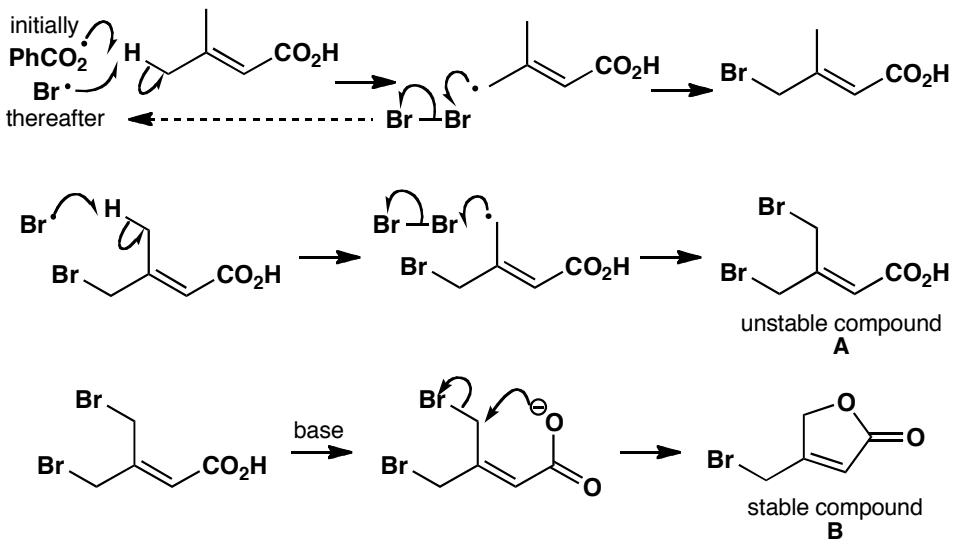 initially
PhCO₂• H CO₂H
Br•
thereafter
• CO₂H
Br Br
Br CO₂H
Br• H
Br CO₂H
Br Br •
Br CO₂H
Br
Br CO₂H
unstable compound
A
Br
Br CO₂H
base
Br ⊖ O
Br O
O
O
Br
stable compound
B